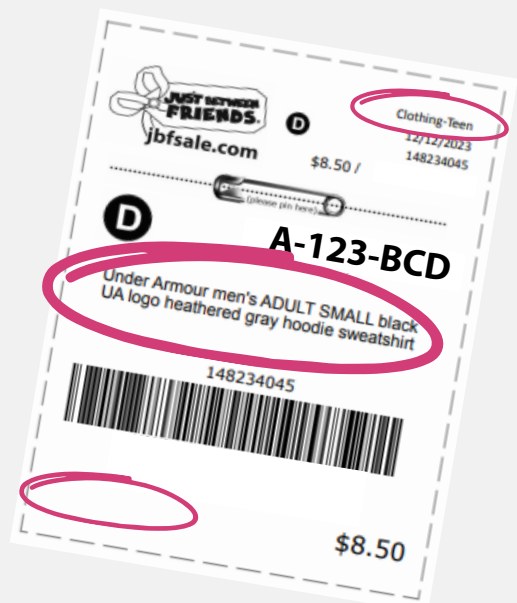 JUST BETWEEN
FRIENDS.
jbfsale.com
D
Clothing-Teen
12/12/2023
$8.50 /
148234045
(please pin here)
D
A-123-BCD
Under Armour men's ADULT SMALL black
UA logo heathered gray hoodie sweatshirt
148234045
$8.50